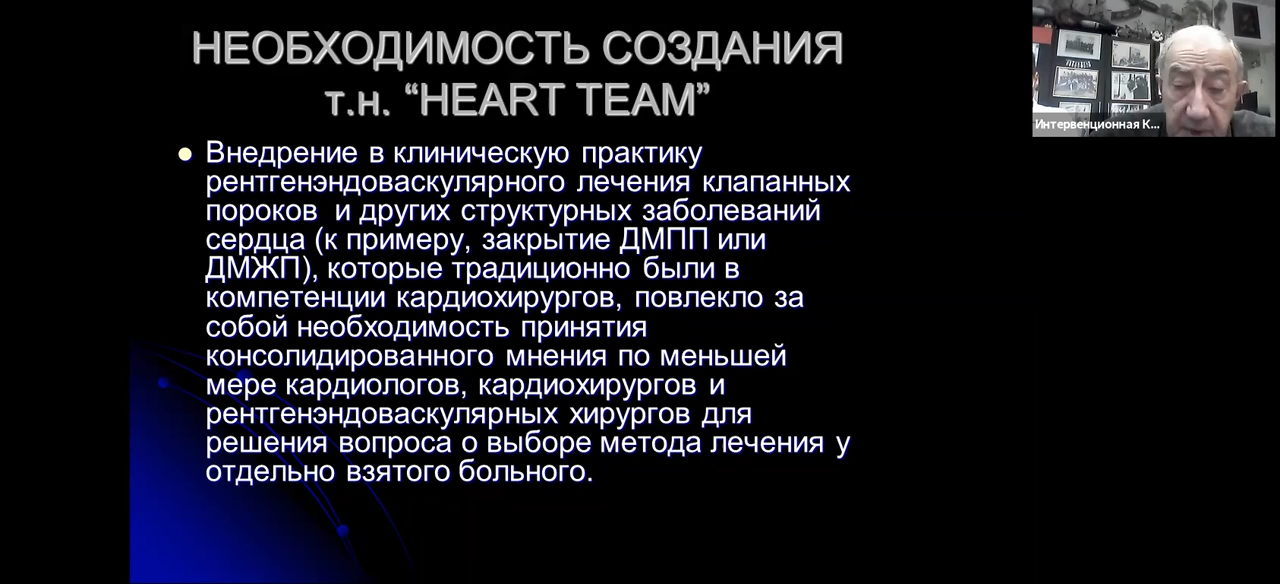 НЕОБХОДИМОСТЬ СОЗДАНИЯ
т.н. “HEART TEAM”
Внедрение в клиническую практику
рентгенэндоваскулярного лечения клапанных
пороков и других структурных заболеваний
сердца (к примеру, закрытие ДМПП или
ДМЖП), которые традиционно были в
компетенции кардиохирургов, повлекло за
собой необходимость принятия
консолидированного мнения по меньшей
мере кардиологов, кардиохирургов и
рентгенэндоваскулярных хирургов для
решения вопроса о выборе метода лечения у
отдельно взятого больного.
Интервенционная К...